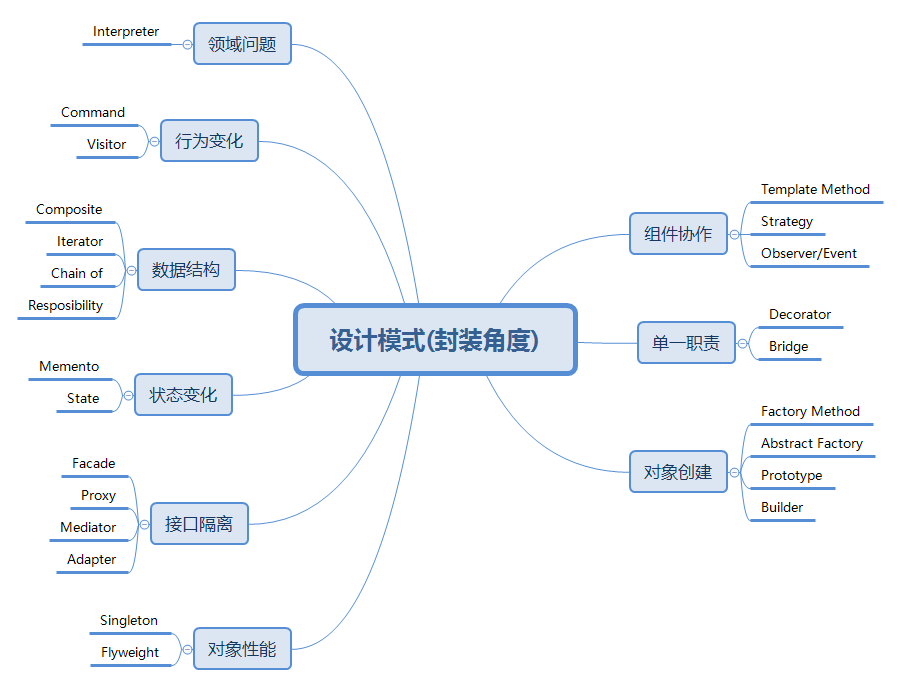 设计模式(封装角度)
组件协作
Template Method
Strategy
Observer/Event
单一职责
Decorator
Bridge
对象创建
Factory Method
Abstract Factory
Prototype
Builder
领域问题
Interpreter
行为变化
Command
Visitor
数据结构
Composite
Iterator
Chain of
Resposibility
状态变化
Memento
State
接口隔离
Facade
Proxy
Mediator
Adapter
对象性能
Singleton
Flyweight